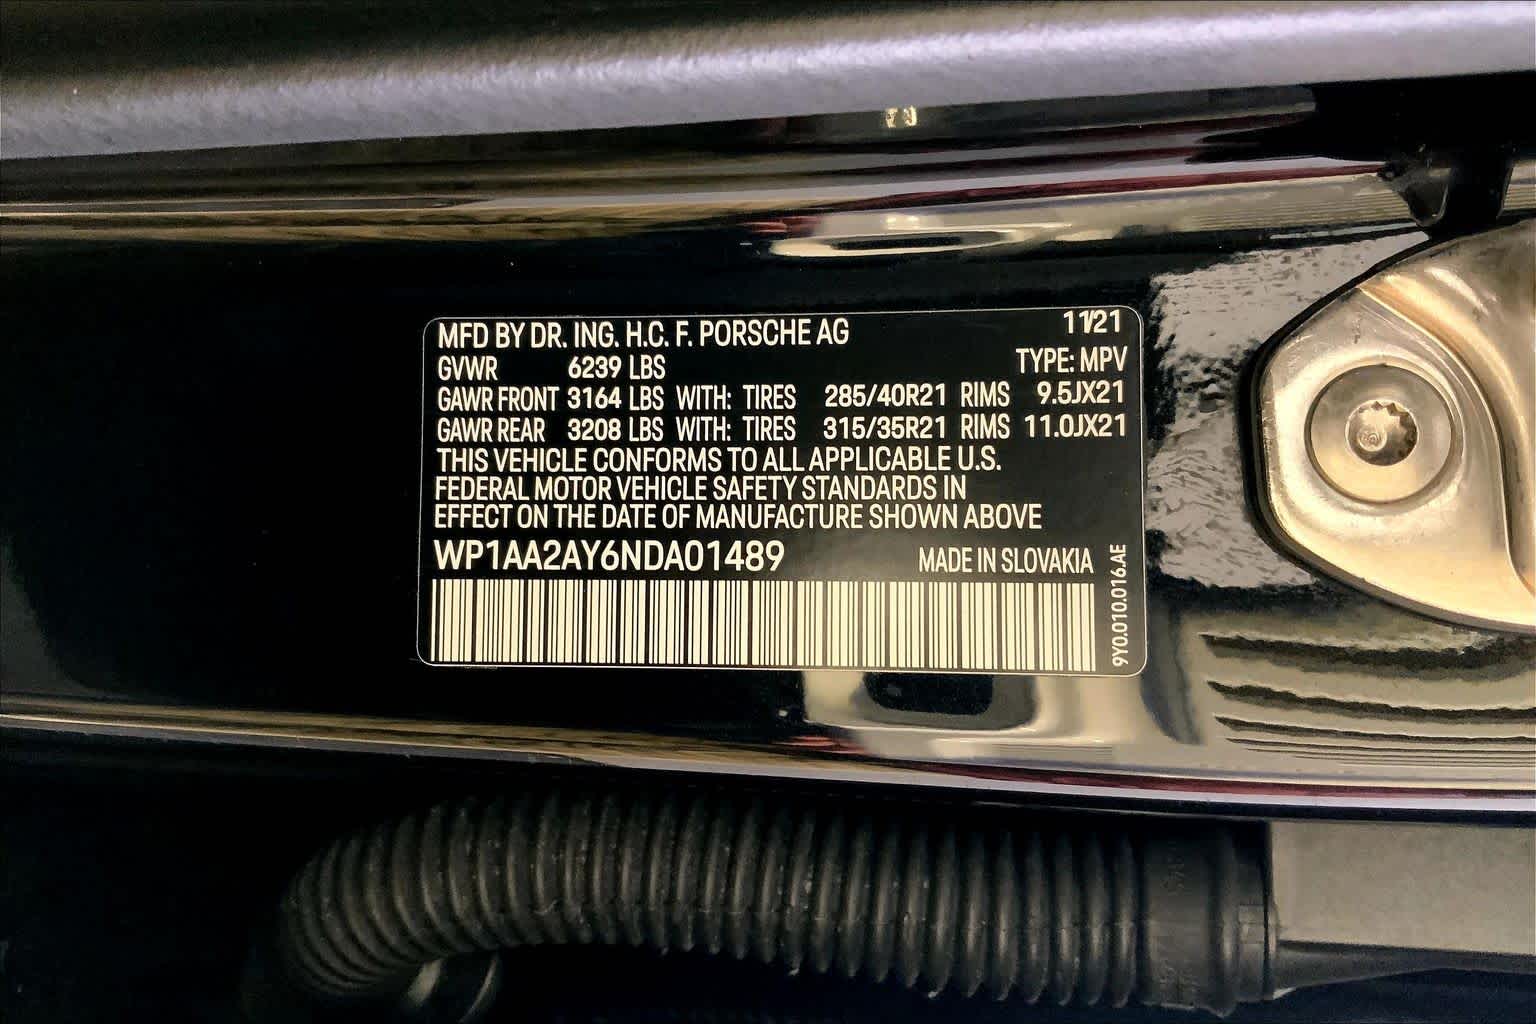 MFD BY DR. ING. H.C. F. PORSCHE AG 11/21
GVWR 6239 LBS TYPE: MPV
GAWR FRONT 3164 LBS WITH: TIRES 285/40R21 RIMS 9.5JX21
GAWR REAR 3208 LBS WITH: TIRES 315/35R21 RIMS 11.0JX21
THIS VEHICLE CONFORMS TO ALL APPLICABLE U.S.
FEDERAL MOTOR VEHICLE SAFETY STANDARDS IN
EFFECT ON THE DATE OF MANUFACTURE SHOWN ABOVE
WP1AA2AY6NDA01489 MADE IN SLOVAKIA
9Y0.010.016.AE